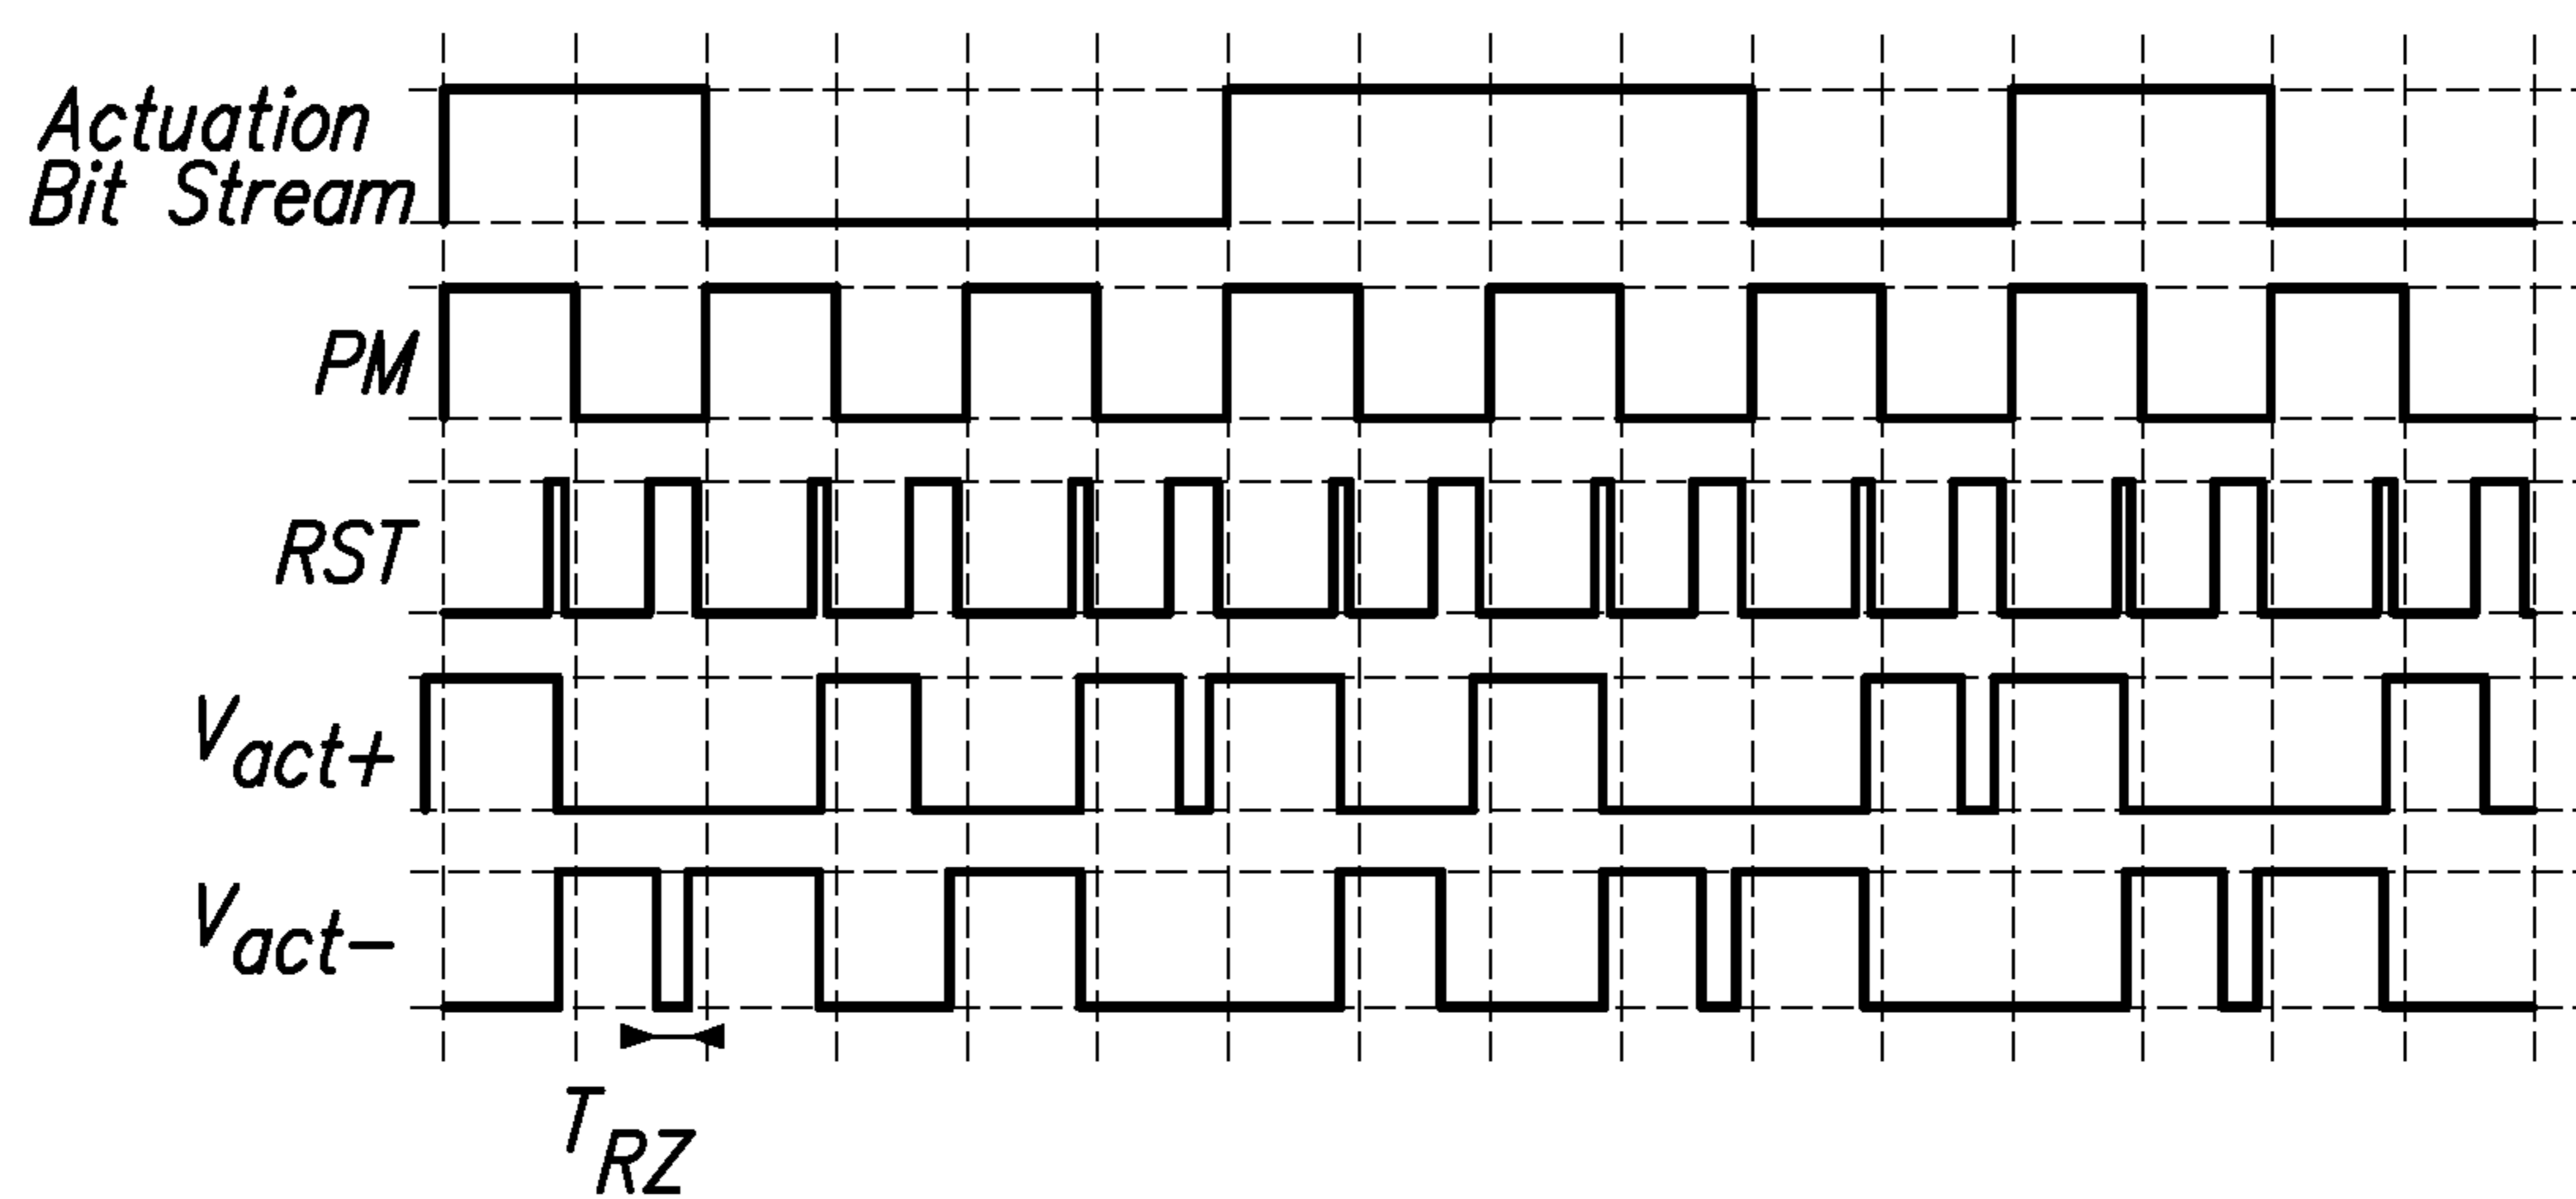 Actuation
Bit Stream
PM
RST
Vact+
Vact-
TRZ